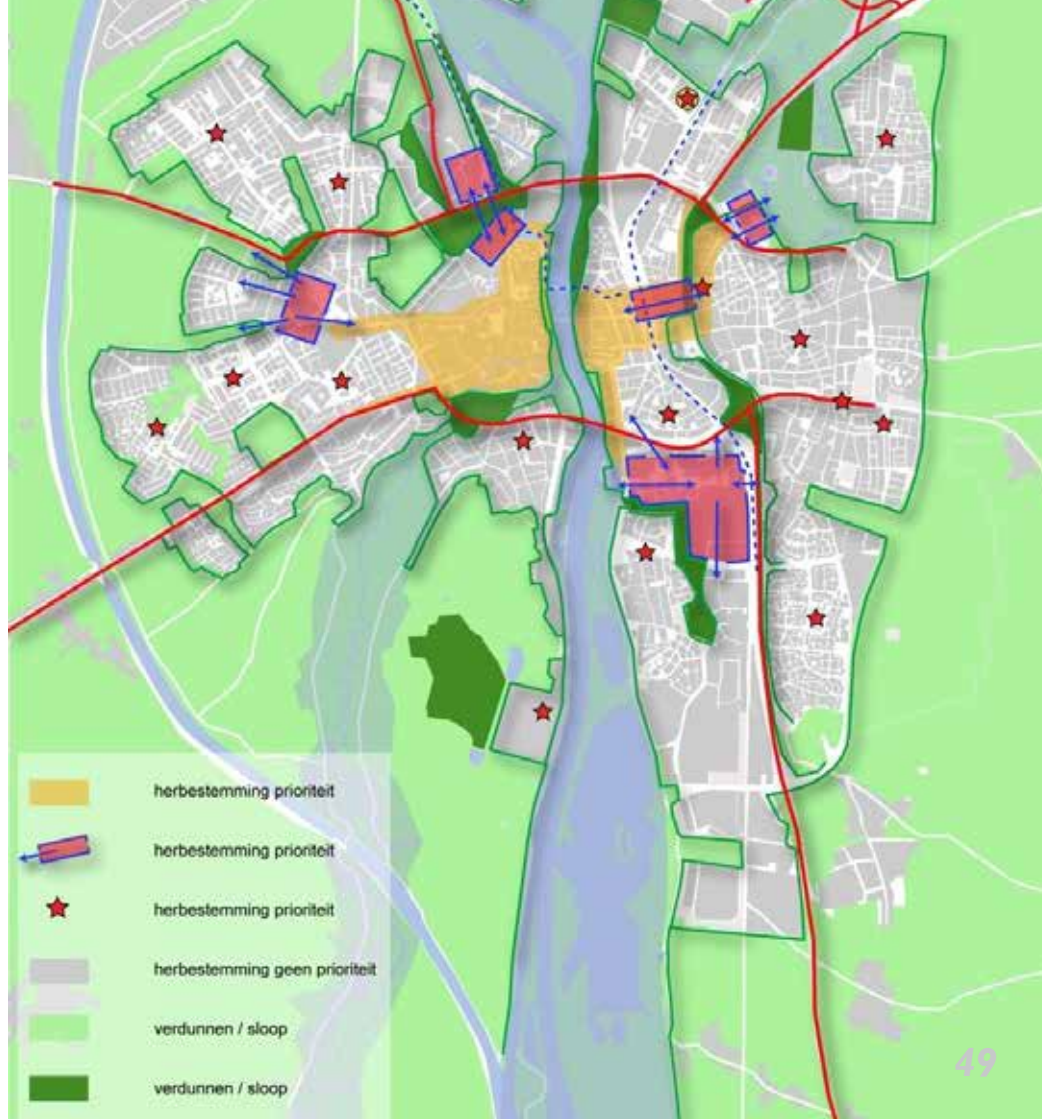 herbestemming prioriteit
herbestemming prioriteit
herbestemming prioriteit
herbestemming geen prioriteit
verdunnen / sloop
verdunnen / sloop
49